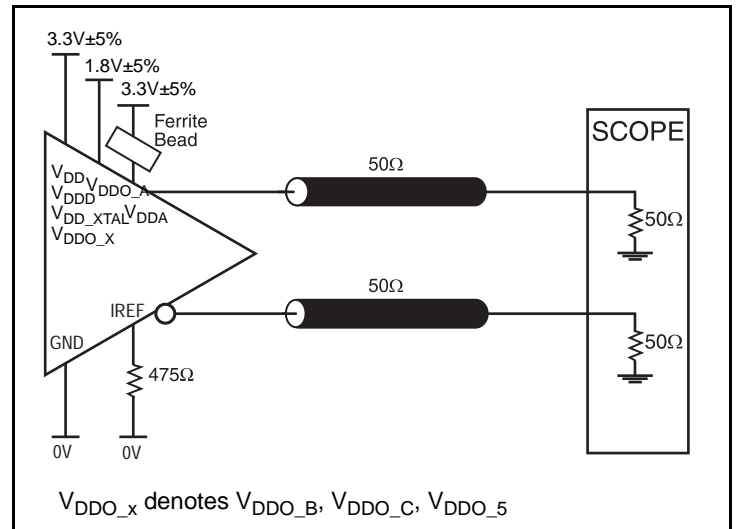 3.3V±5%
1.8V±5%
3.3V±5%
Ferrite
Bead
SCOPE
50Ω
VDD
VDDO_A
VDDD
VDD_XTAL
VDDA
VDDO_X
50Ω
50Ω
IREF
GND
50Ω
475Ω
0V
0V
VDDO_x denotes VDDO_B, VDDO_C, VDDO_5